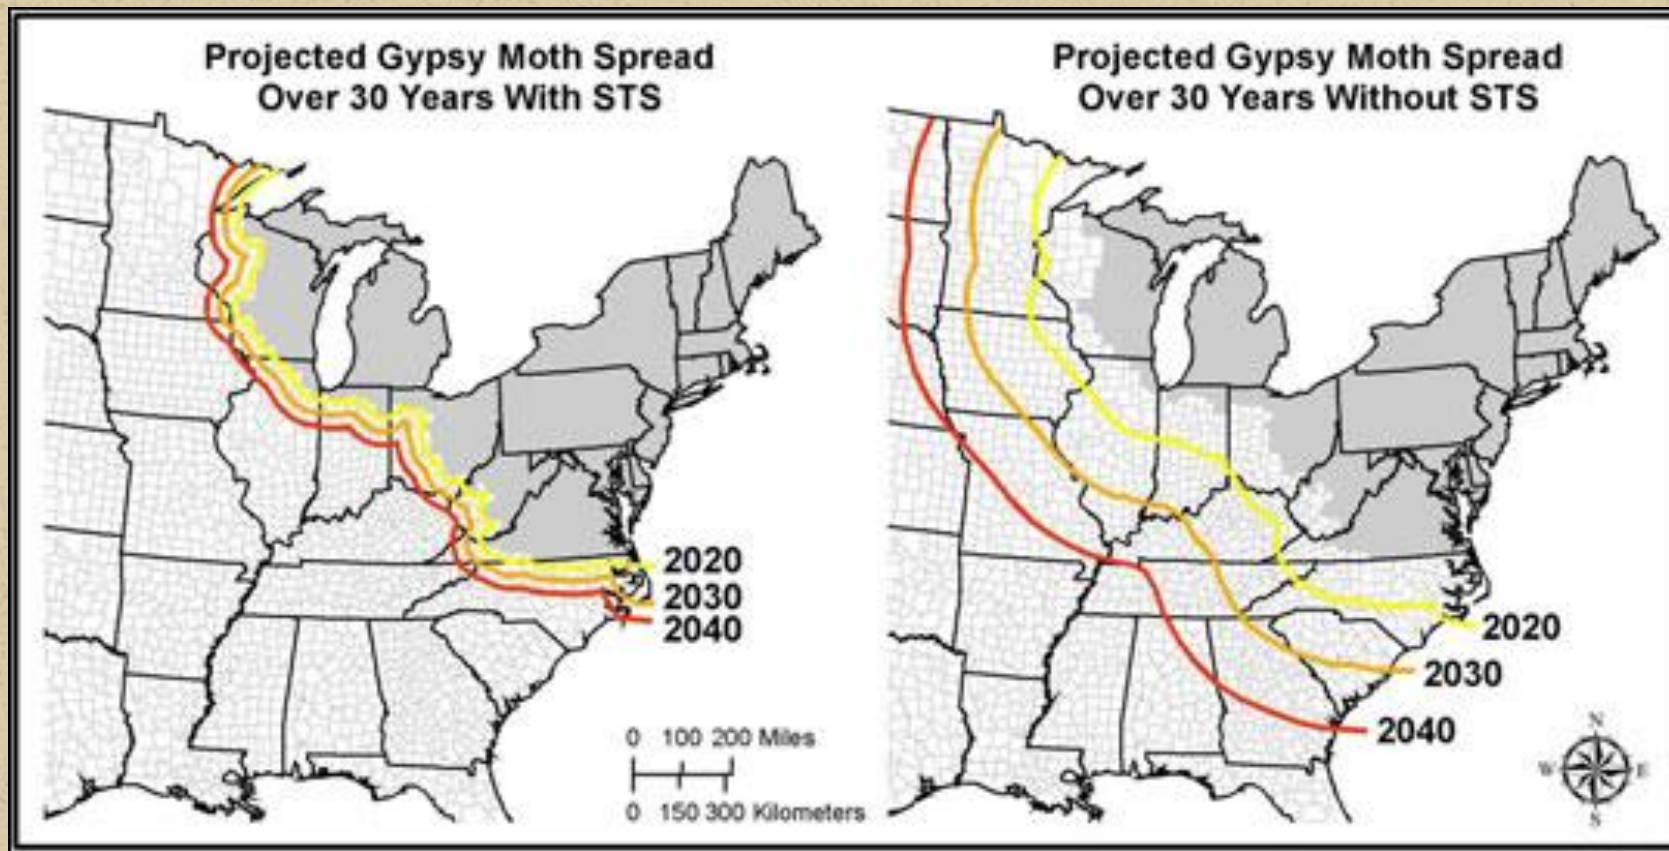 Projected Gypsy Moth Spread
Over 30 Years With STS
2020
2030
2040
0 100 200 Miles
0 150 300 Kilometers
Projected Gypsy Moth Spread
Over 30 Years Without STS
2020
2030
2040
N
W E
S